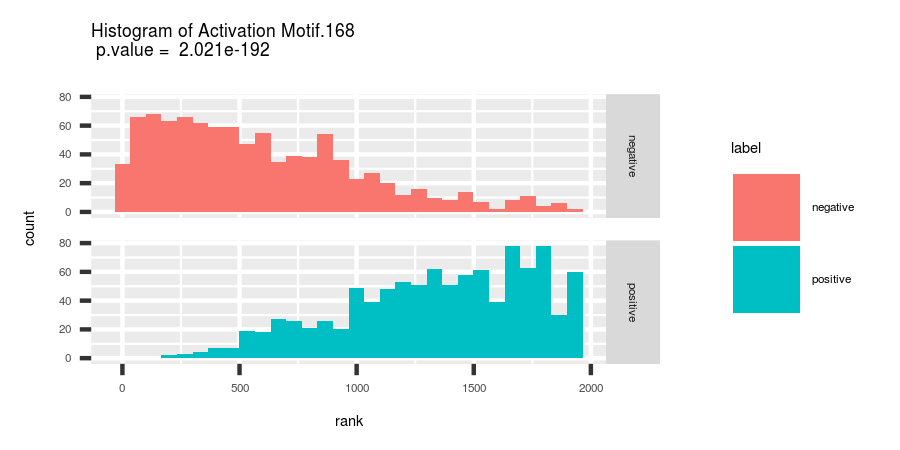 Histogram of Activation Motif.168
p.value = 2.021e-192
count
80
60
40
20
0
negative
80
60
40
20
0
positive
0
500
1000
1500
2000
rank
label
negative
positive